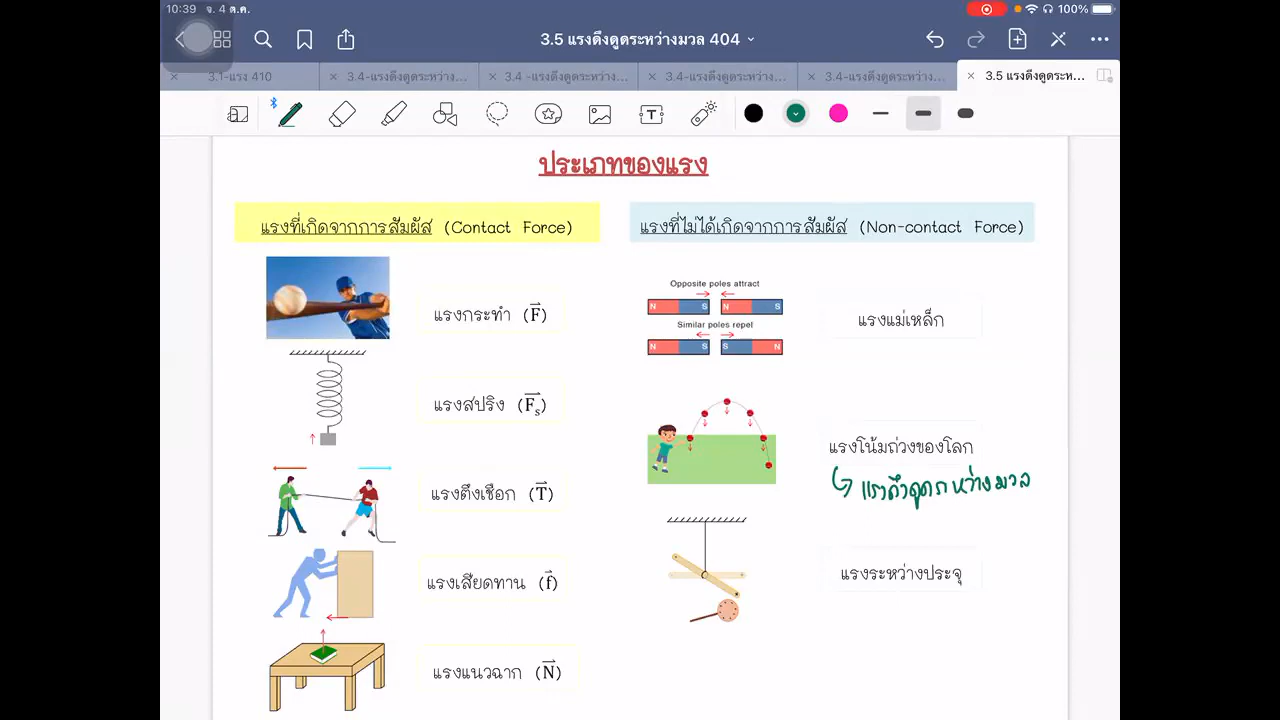 10:39 จ. 4 ต.ค.
100%
3.5 แรงดึงดูดระหว่างมวล 404
3.1-แรง 410
3.4-แรงดึงดูดระหว่าง...
3.4 -แรงดึงดูดระหว่าง...
3.4-แรงดึงดูดระหว่าง...
3.4-แรงดึงดูดระหว่าง...
3.5 แรงดึงดูดระห...
ประเภทของแรง
แรงที่เกิดจากการสัมผัส (Contact Force)
แรงกระทำ (F⃗)
แรงสปริง (F⃗s)
แรงตึงเชือก (T⃗)
แรงเสียดทาน (f⃗)
แรงแนวฉาก (N⃗)
แรงที่ไม่ได้เกิดจากการสัมผัส (Non-contact Force)
Opposite poles attract
N S N S
Similar poles repel
N S S N
แรงแม่เหล็ก
แรงโน้มถ่วงของโลก
แรงดึงดูดระหว่างมวล
แรงระหว่างประจุ